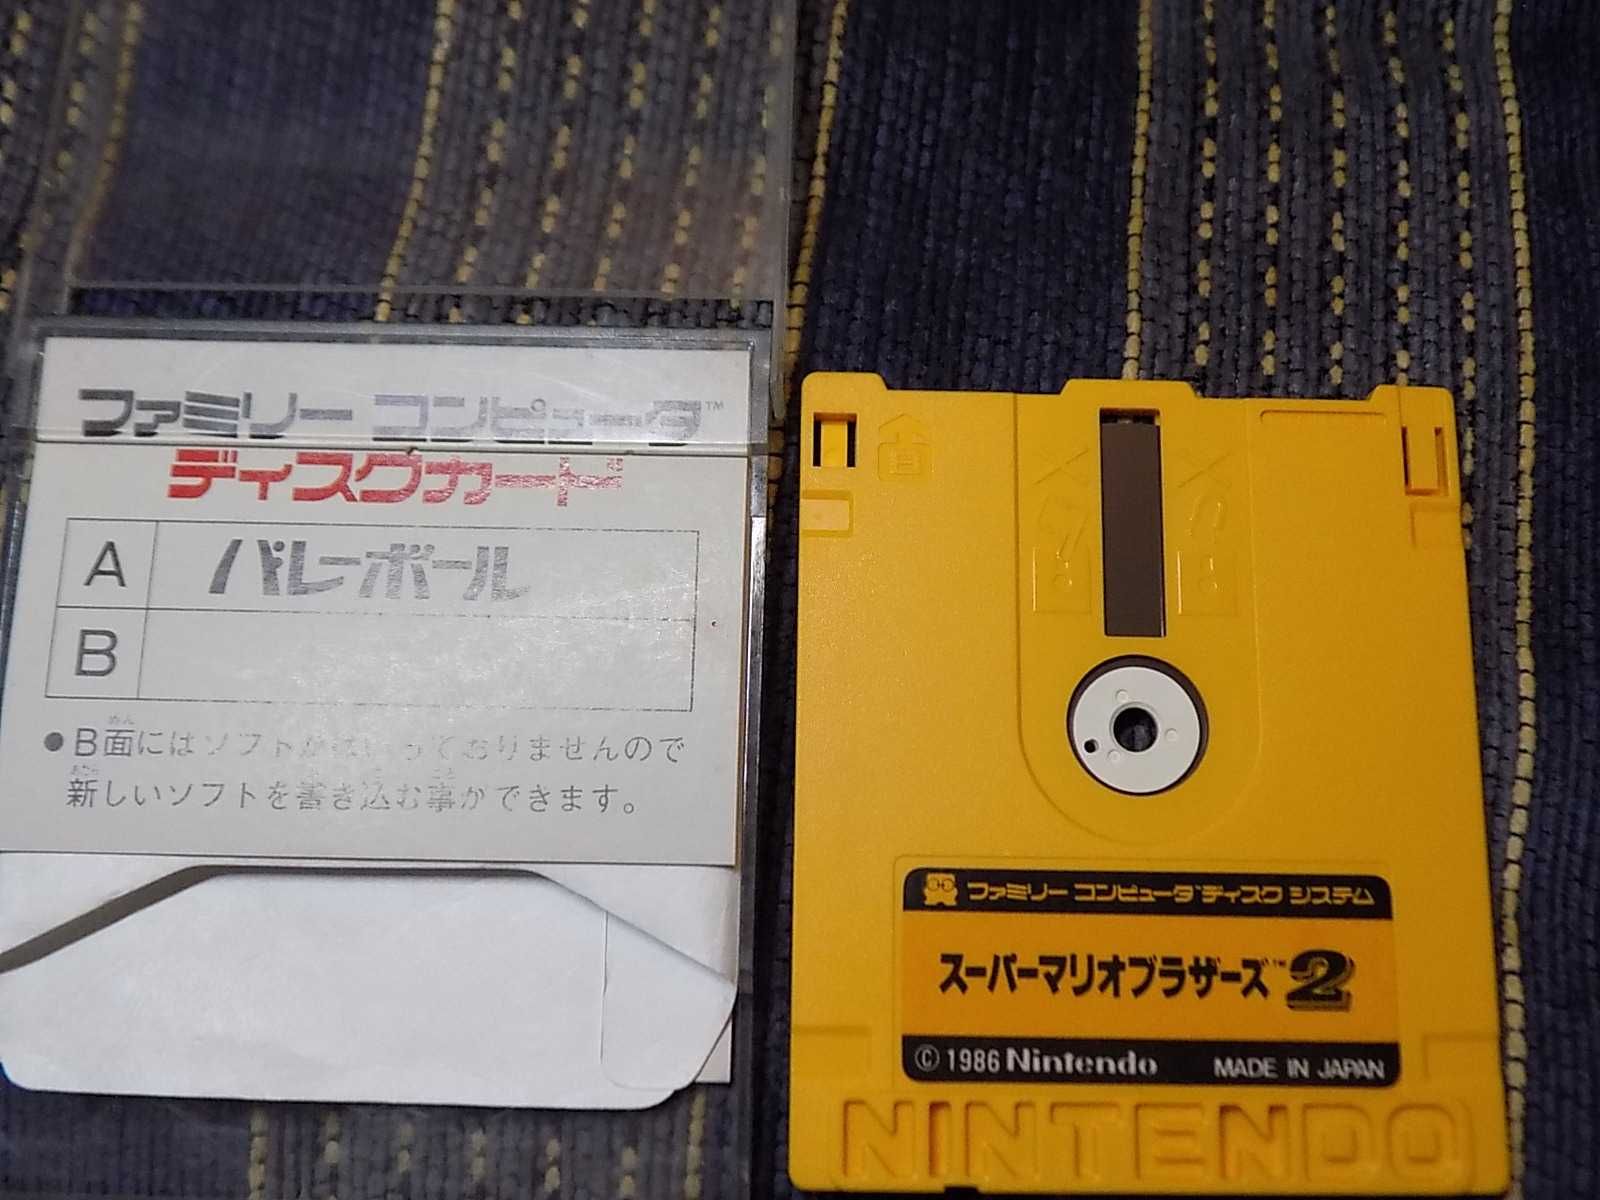 ファミリー コンピュータ™
ディスクカード
A バレーボール
B
●B面にはソフトがはいっておりませんので
新しいソフトを書き込む事ができます。
ファミリー コンピュータ™ディスク システム
スーパーマリオブラザーズ™2
©1986 Nintendo MADE IN JAPAN
NINTENDO